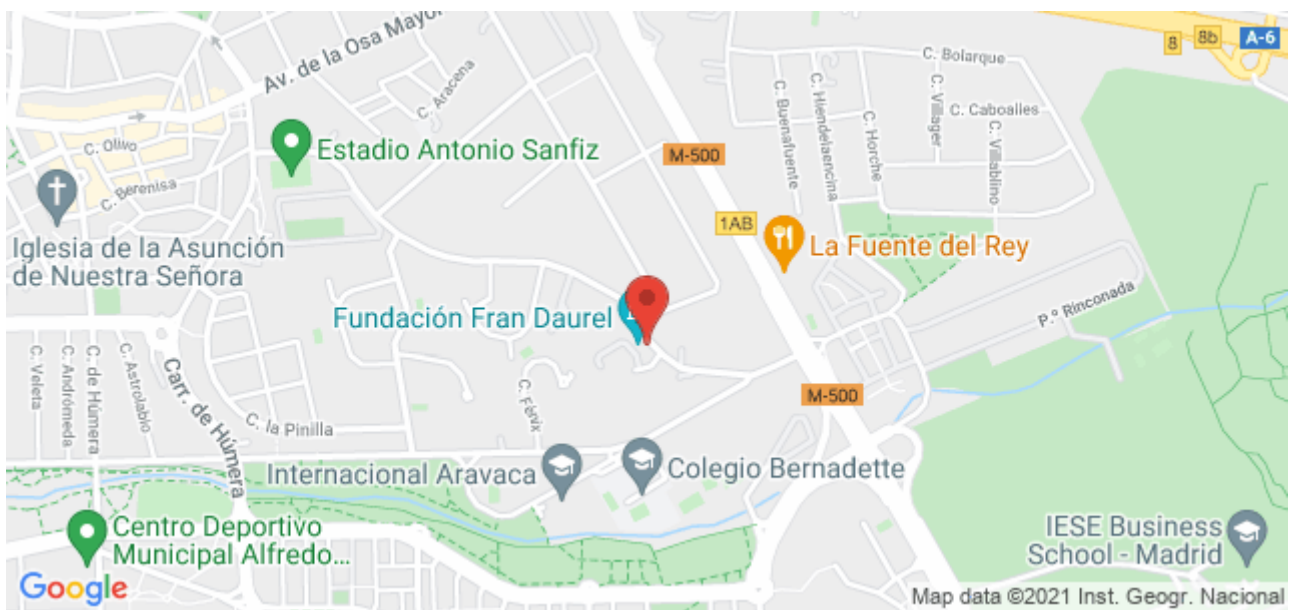 Av. de la Osa Mayor
C. Aracena
8
8b
A-6
C. Bolarque
C. Villager
C. Caboalles
C. Buenafuente
C. Hiendelaencina
C. Horche
C. Villablino
C. Olivo
C. Berenisa
Estadio Antonio Sanfiz
M-500
1AB
La Fuente del Rey
Iglesia de la Asunción
de Nuestra Señora
Fundación Fran Daurel
P.º Rinconada
C. Veleta
C. Andrómeda
C. de Húmera
C. Astrolabio
Carr. de Húmera
C. la Pinilla
C. Fénix
M-500
Internacional Aravaca
Colegio Bernadette
Centro Deportivo
Municipal Alfredo...
IESE Business
School - Madrid
Google
Map data ©2021 Inst. Geogr. Nacional